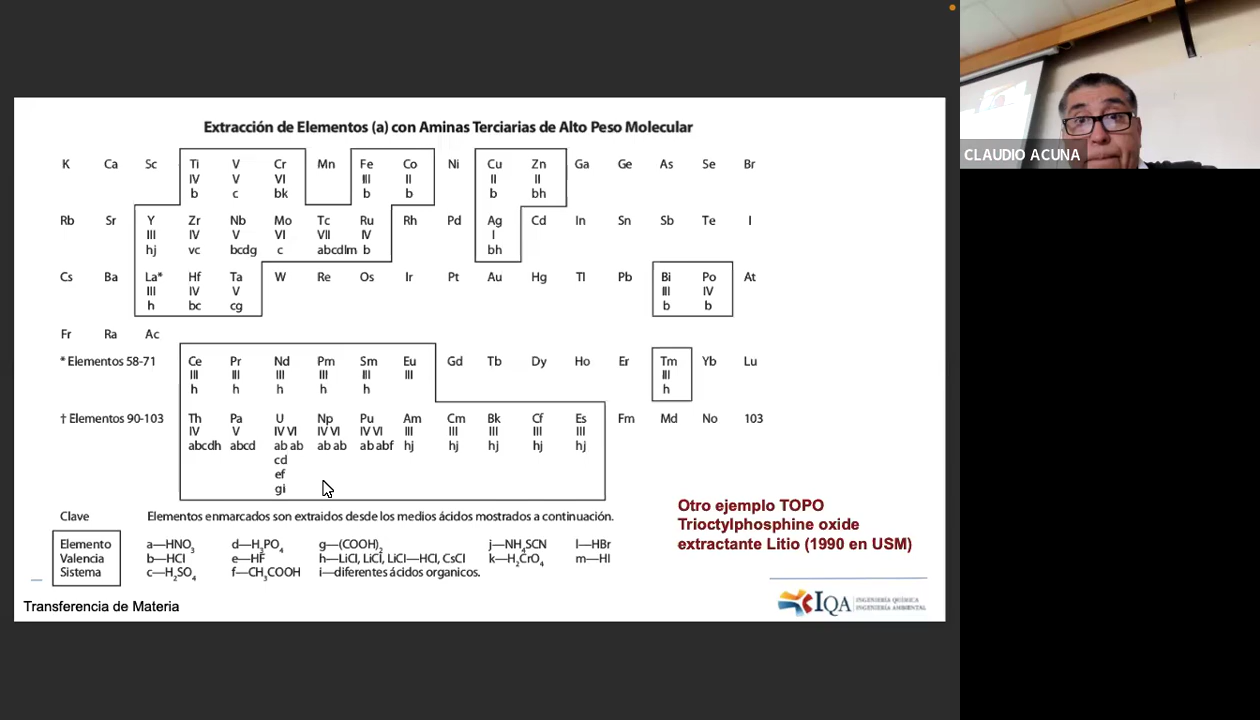 Extracción de Elementos (a) con Aminas Terciarias de Alto Peso Molecular
K Ca Sc Ti V Cr Mn Fe Co Ni Cu Zn Ga Ge As Se Br
IV V VI III II II II
b c bk b b b bh
Rb Sr Y Zr Nb Mo Tc Ru Rh Pd Ag Cd In Sn Sb Te I
III IV V VI VII IV I
hj vc bcdg c abcdlm b bh
Cs Ba La* Hf Ta W Re Os Ir Pt Au Hg Tl Pb Bi Po At
III IV V III IV
h bc cg b b
Fr Ra Ac
* Elementos 58-71 Ce Pr Nd Pm Sm Eu Gd Tb Dy Ho Er Tm Yb Lu
III III III III III III III
h h h h h h
† Elementos 90-103 Th Pa U Np Pu Am Cm Bk Cf Es Fm Md No 103
IV V IV VI IV VI IV VI III III III III III
abcdh abcd ab ab ab ab ab abf hj hj hj hj hj
cd
ef
gi
Clave Elementos enmarcados son extraidos desde los medios ácidos mostrados a continuación.
Elemento a—HNO3 d—H3PO4 g—(COOH)2 j—NH4SCN l—HBr
Valencia b—HCl e—HF h—LiCl, LiCl, LiCl—HCl, CsCl k—H2CrO4 m—HI
Sistema c—H2SO4 f—CH3COOH i—diferentes ácidos organicos.
Otro ejemplo TOPO
Trioctylphosphine oxide
extractante Litio (1990 en USM)
Transferencia de Materia
IQA
INGENIERÍA QUÍMICA
INGENIERÍA AMBIENTAL
CLAUDIO ACUNA